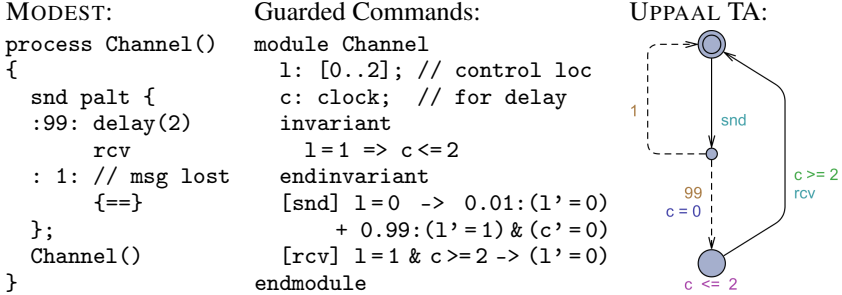 MODEST:
process Channel()
{
snd palt {
:99: delay(2)
rcv
: 1: // msg lost
{==}
};
Channel()
}
Guarded Commands:
module Channel
l: [0..2]; // control loc
c: clock; // for delay
invariant
l=1 => c<=2
endinvariant
[snd] l=0 -> 0.01:(l'=0)
+ 0.99:(l'=1)&(c'=0)
[rcv] l=1 & c>=2 -> (l'=0)
endmodule
UPPAAL TA:
1
snd
99
c = 0
c >= 2
rcv
c <= 2